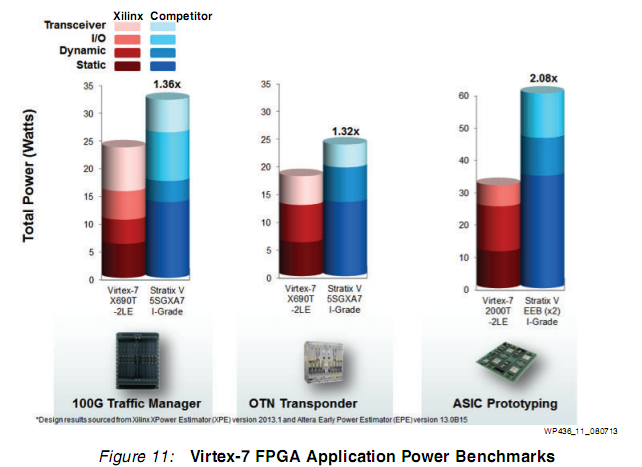 Xilinx Competitor
Transceiver
I/O
Dynamic
Static
Total Power (Watts)
35
30
25
20
15
10
5
0
1.36x
Virtex-7
X690T
-2LE
Stratix V
5SGXA7
I-Grade
100G Traffic Manager
35
30
25
20
15
10
5
0
1.32x
Virtex-7
X690T
-2LE
Stratix V
5SGXA7
I-Grade
OTN Transponder
60
50
40
30
20
10
0
2.08x
Virtex-7
2000T
-2LE
Stratix V
EEB (x2)
I-Grade
ASIC Prototyping
*Design results sourced from Xilinx XPower Estimator (XPE) version 2013.1 and Altera Early Power Estimator (EPE) version 13.0B15
WP436_11_080713
Figure 11: Virtex-7 FPGA Application Power Benchmarks